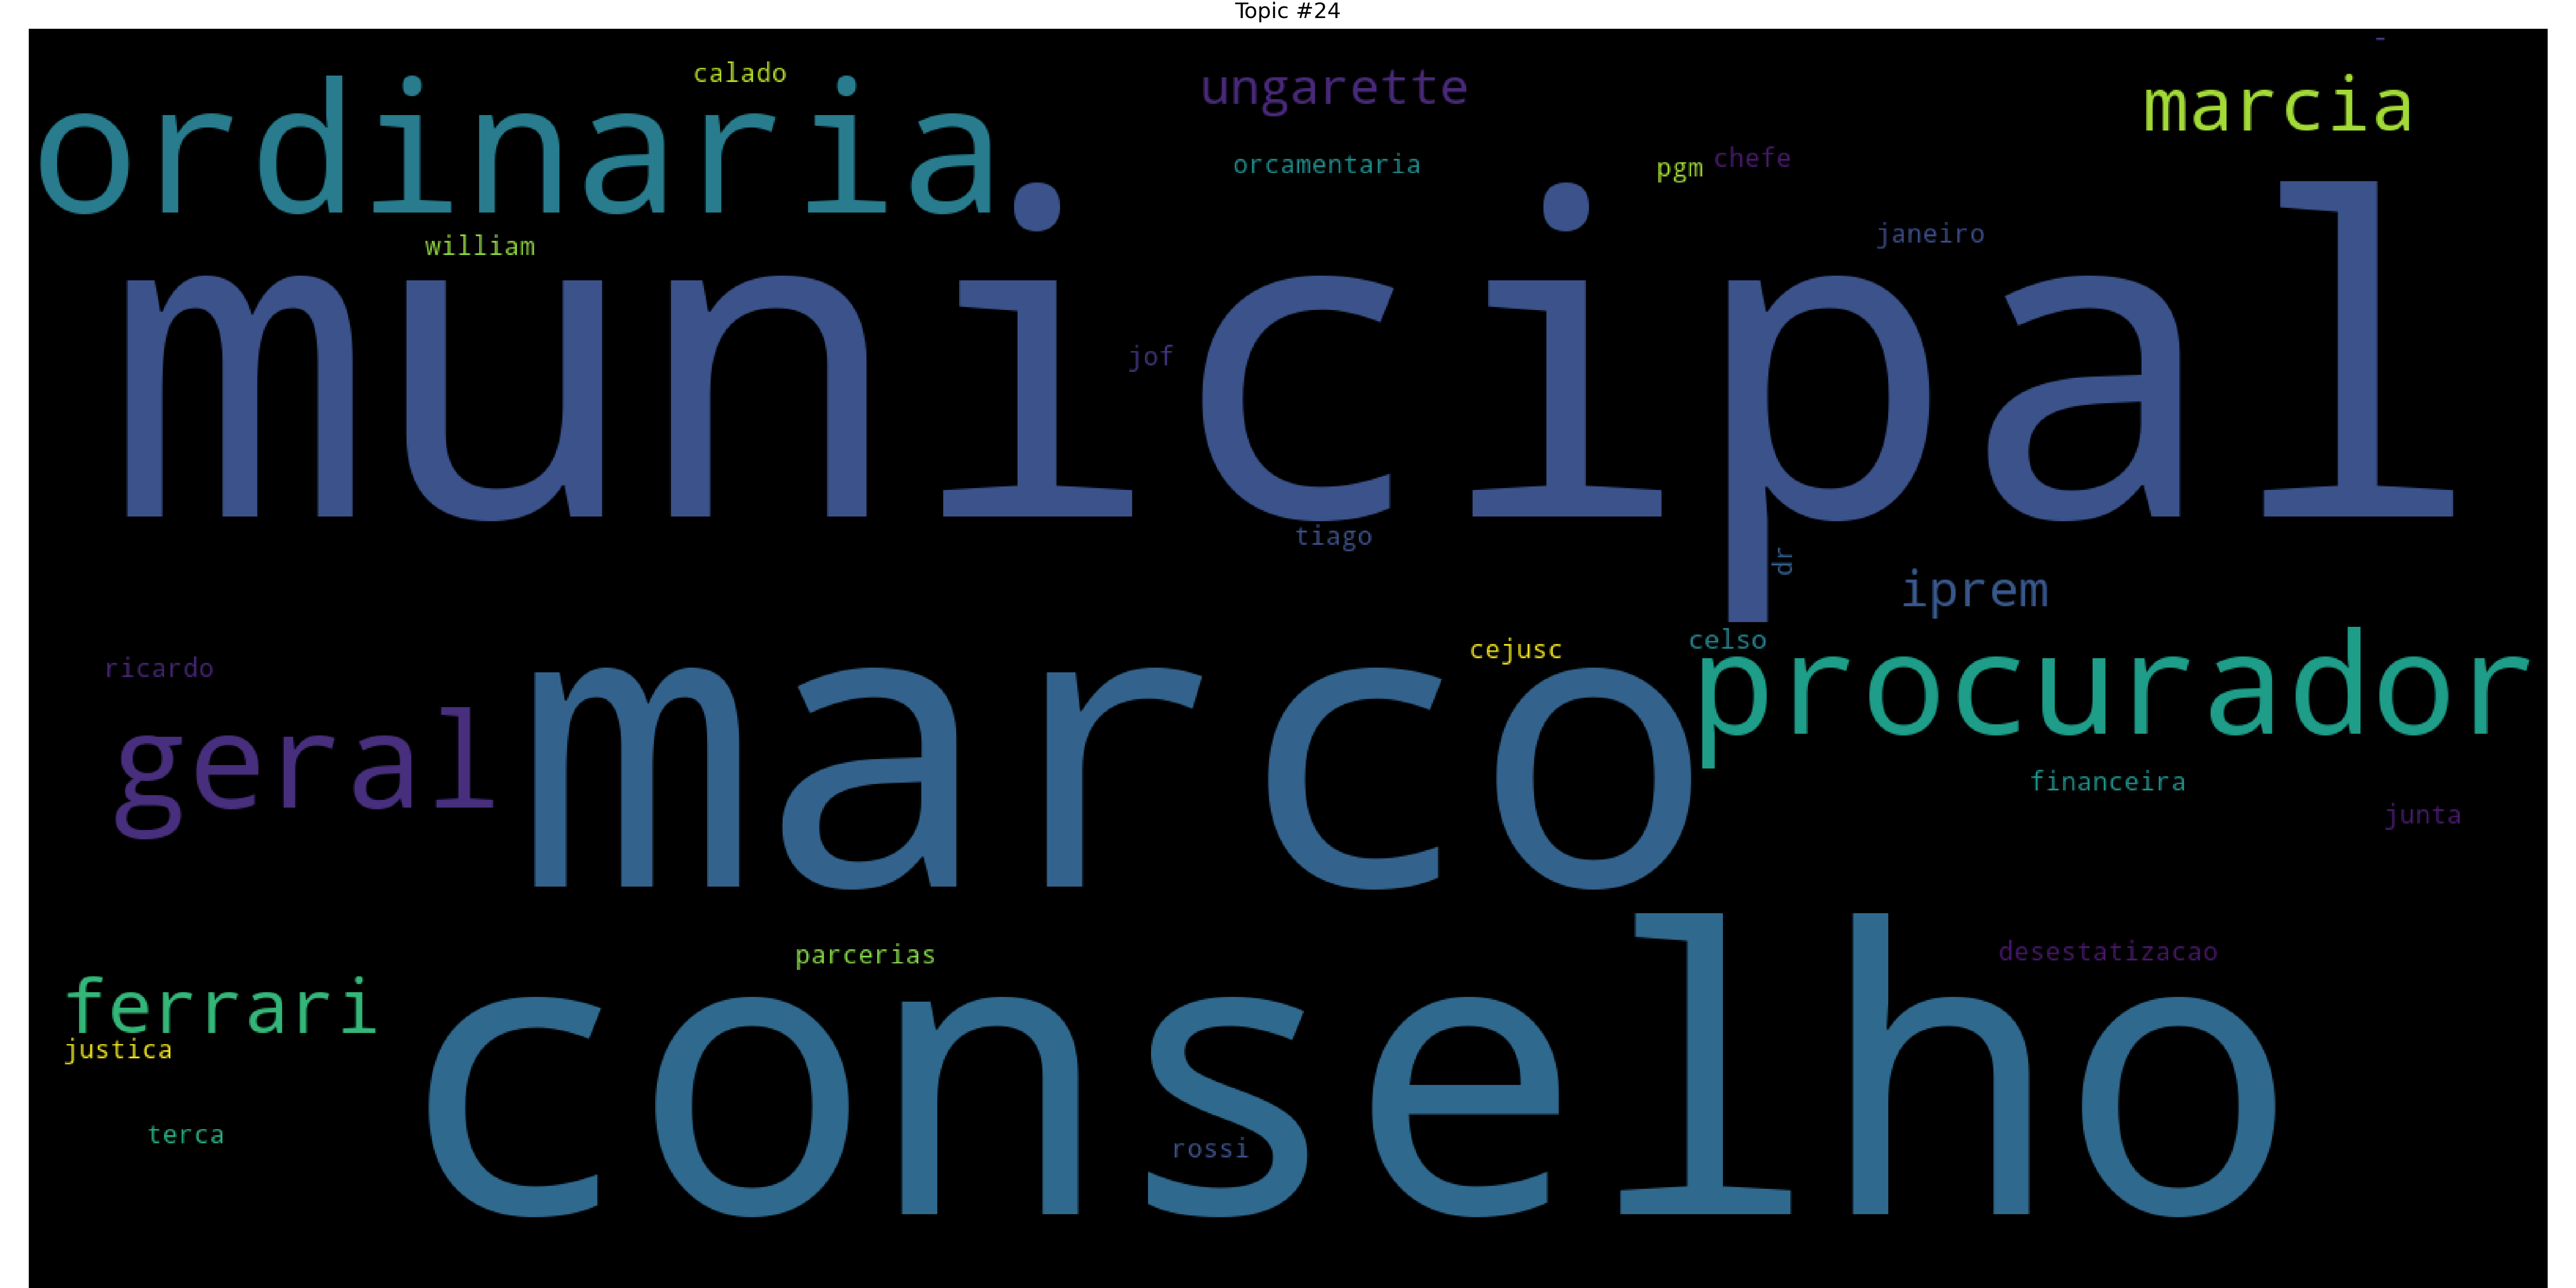 Topic #24
-
calado
ungarette
marcia
ordinaria
orcamentaria
pgm
chefe
william
janeiro
municipal
jof
tiago
dr
iprem
cejusc
celso
procurador
ricardo
geral
marco
financeira
junta
parcerias
desestatizacao
ferrari
justica
conselho
terca
rossi